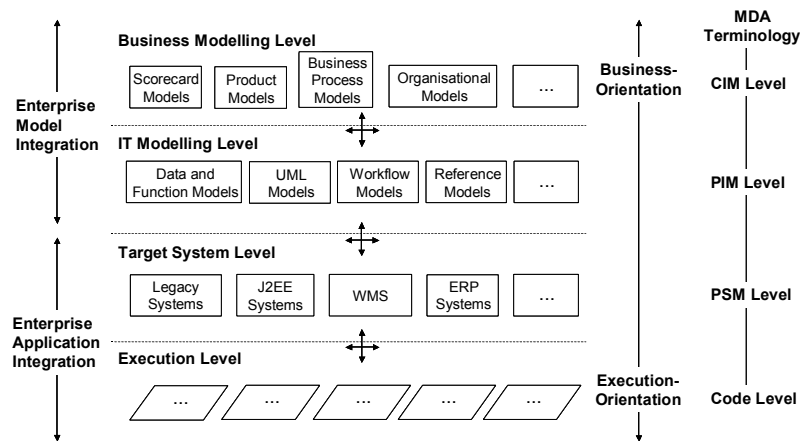 MDA
Terminology
Business Modelling Level
Scorecard
Models
Product
Models
Business
Process
Models
Organisational
Models
...
Business-
Orientation
CIM Level
Enterprise
Model
Integration
IT Modelling Level
Data and
Function Models
UML
Models
Workflow
Models
Reference
Models
...
PIM Level
Target System Level
Legacy
Systems
J2EE
Systems
WMS
ERP
Systems
...
PSM Level
Enterprise
Application
Integration
Execution Level
...
...
...
...
...
Execution-
Orientation
Code Level